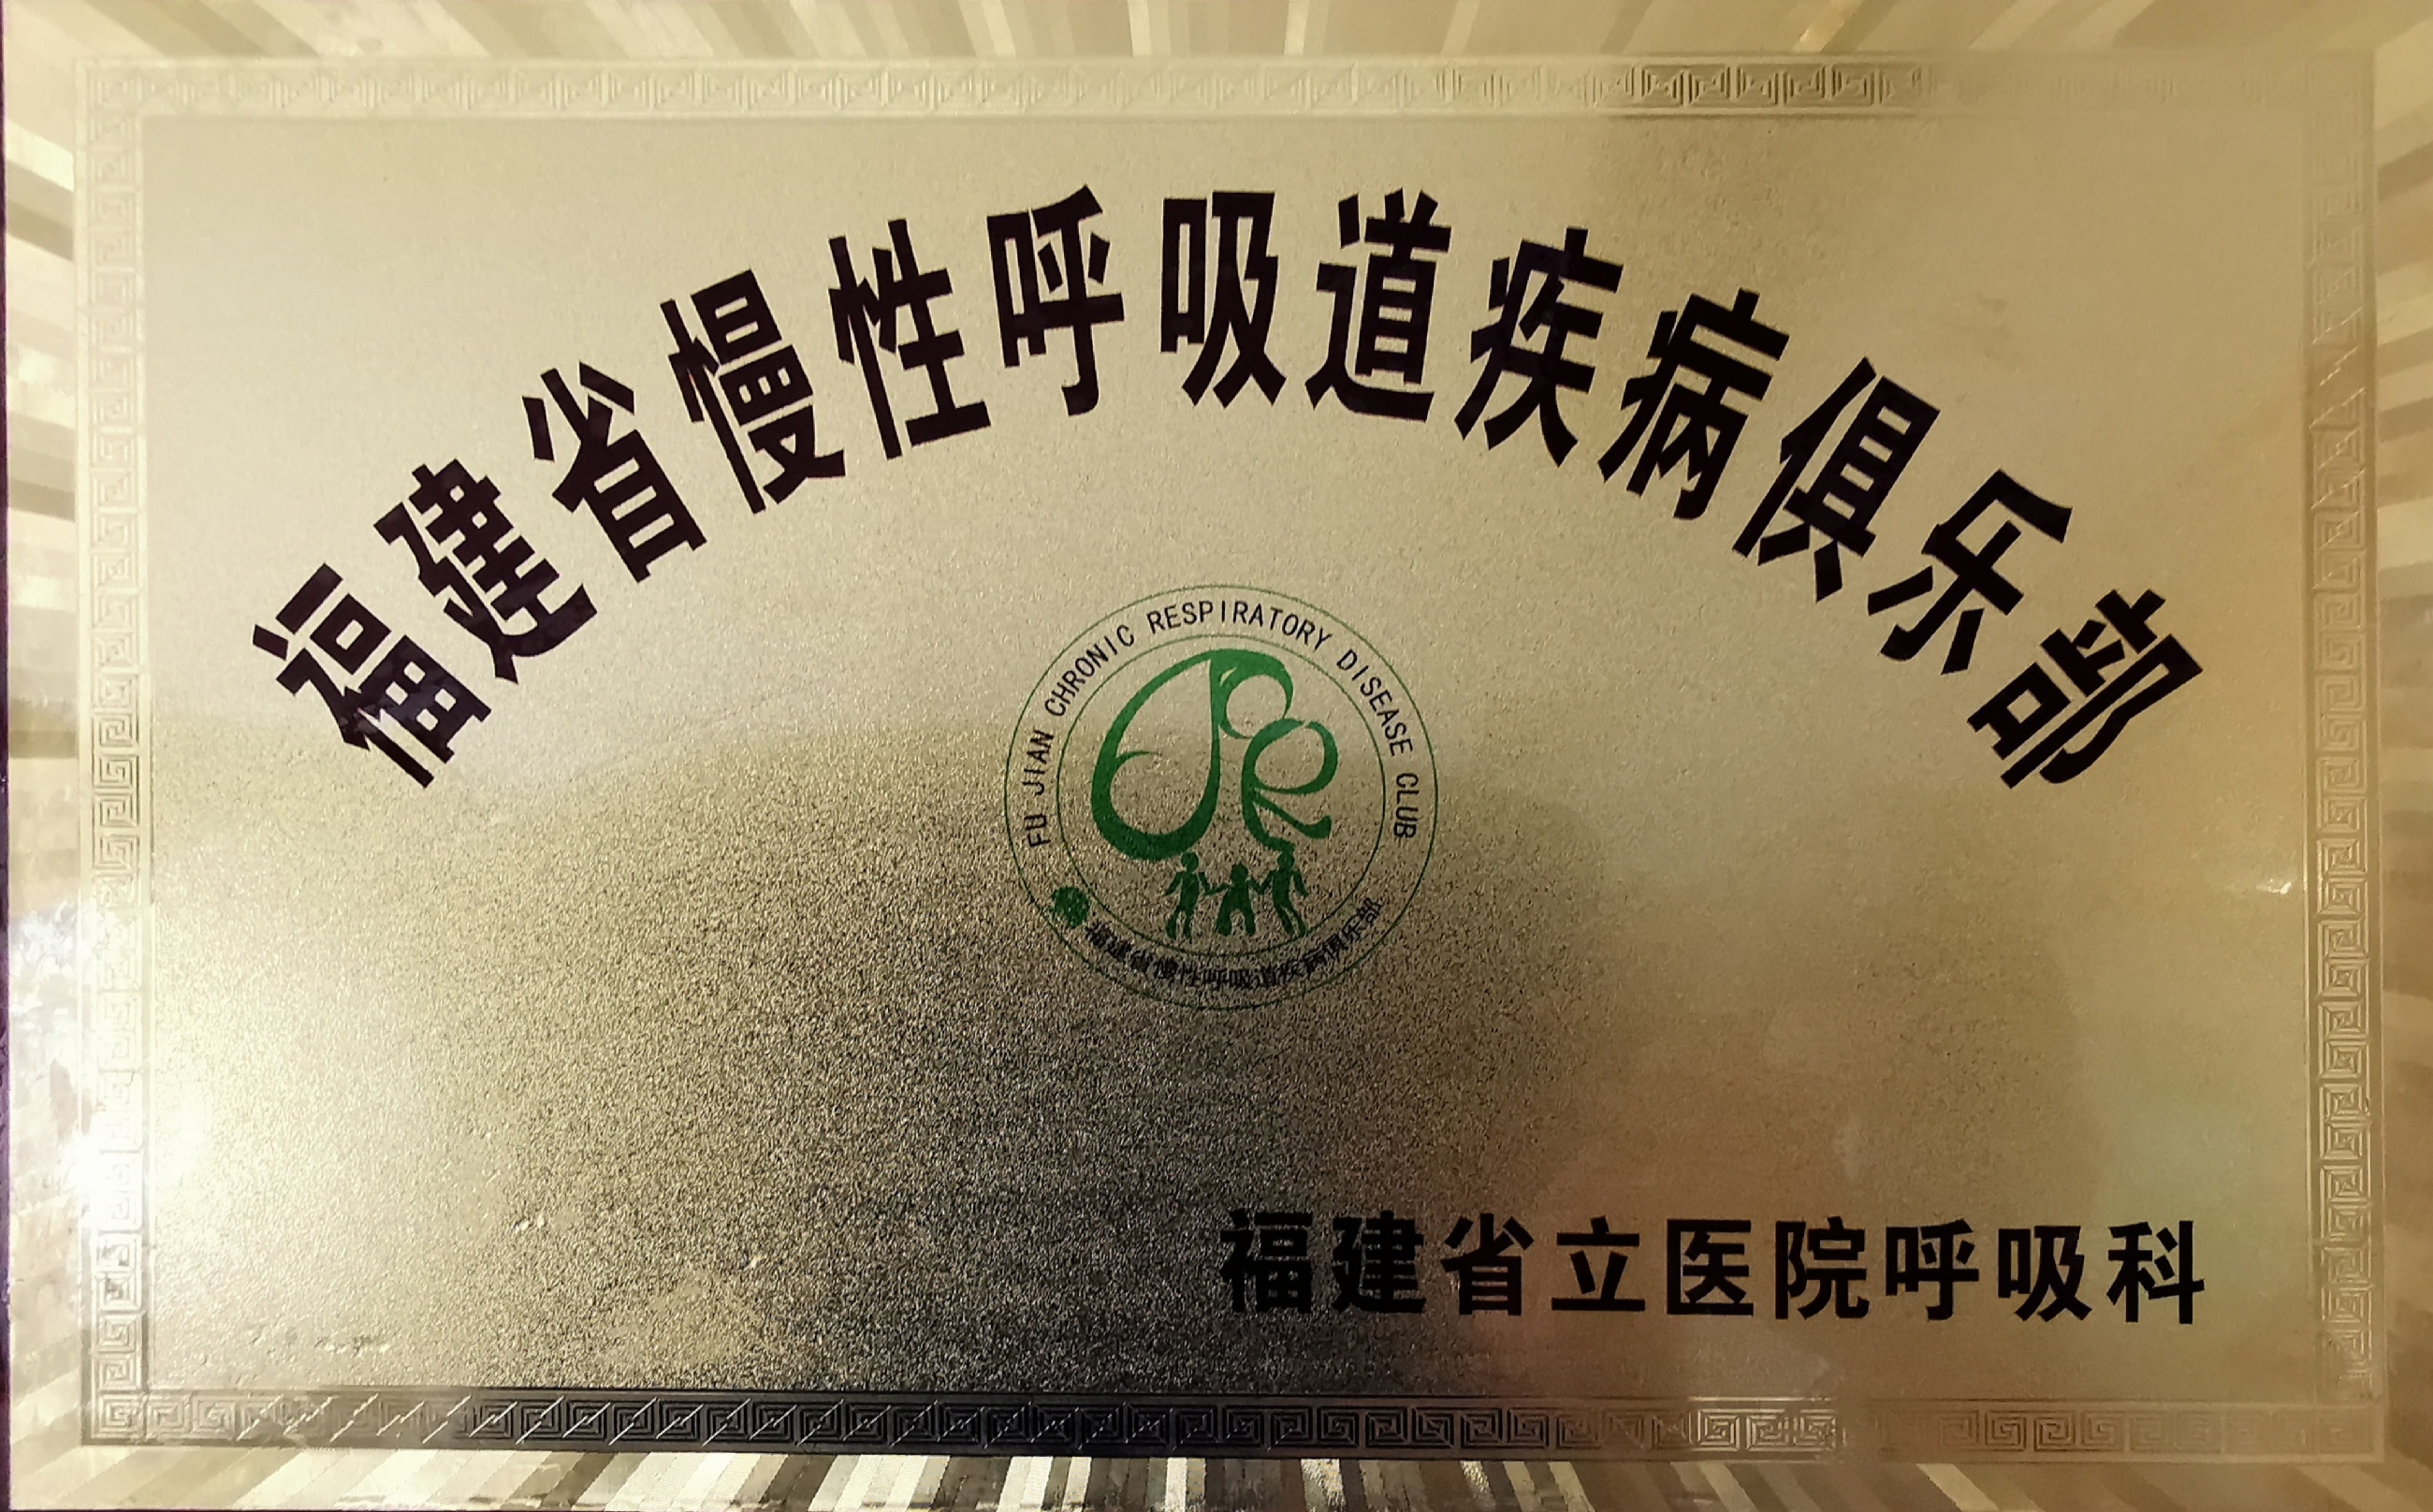 福建省慢性呼吸道疾病俱乐部
FU JIAN CHRONIC RESPIRATORY DISEASE CLUB
福建省慢性呼吸道疾病俱乐部
福建省立医院呼吸科